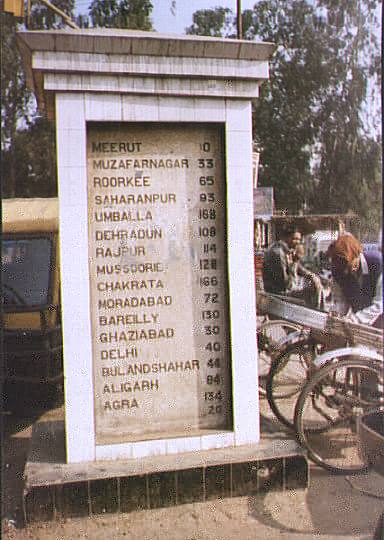 MEERUT 10
MUZAFARNAGAR 33
ROORKEE 65
SAHARANPUR 93
UMBALLA 168
DEHRADUN 108
RAJPUR 114
MUSSOORIE 128
CHAKRATA 166
MORADABAD 72
BAREILLY 130
GHAZIABAD 30
DELHI 40
BULANDSHAHAR 44
ALIGARH 84
AGRA 134
20